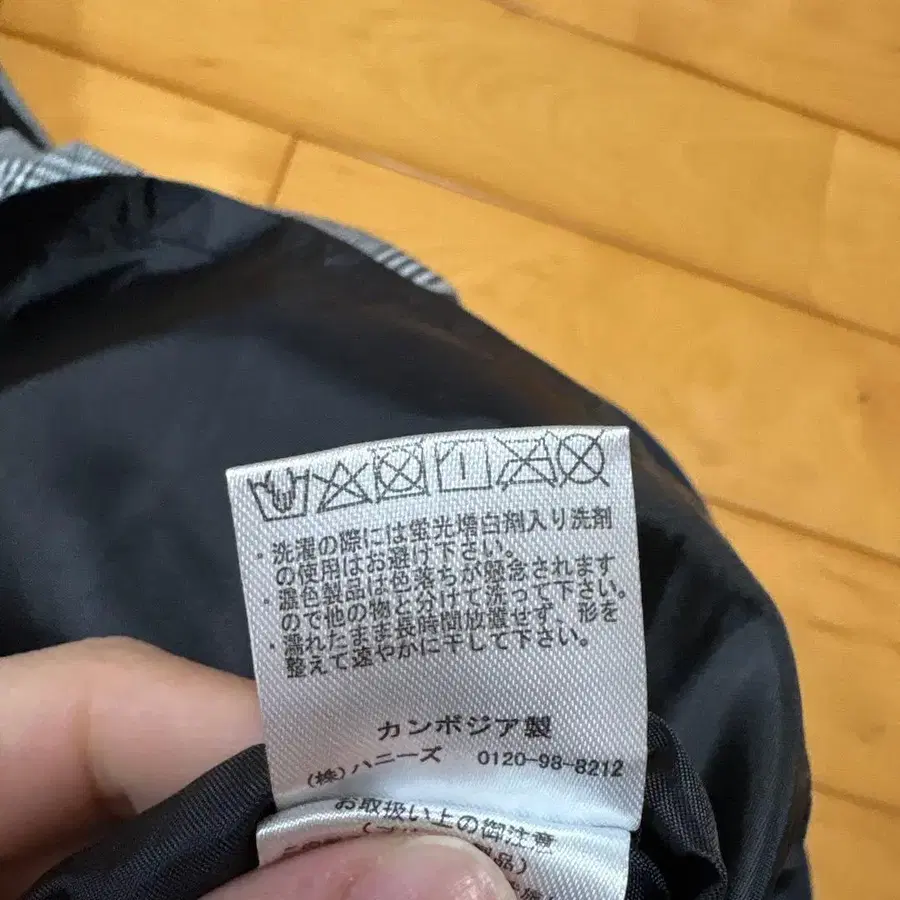 ・洗濯の際には蛍光増白剤入り洗剤
の使用はお避け下さい。
・濃色製品は色落ちが懸念されます
ので他の物と分けて洗って下さい。
・濡れたまま長時間放置せず、形を
整えて速やかに干して下さい。
カンボジア製
(株)ハニーズ 0120-98-8212
お取扱い上の御注意